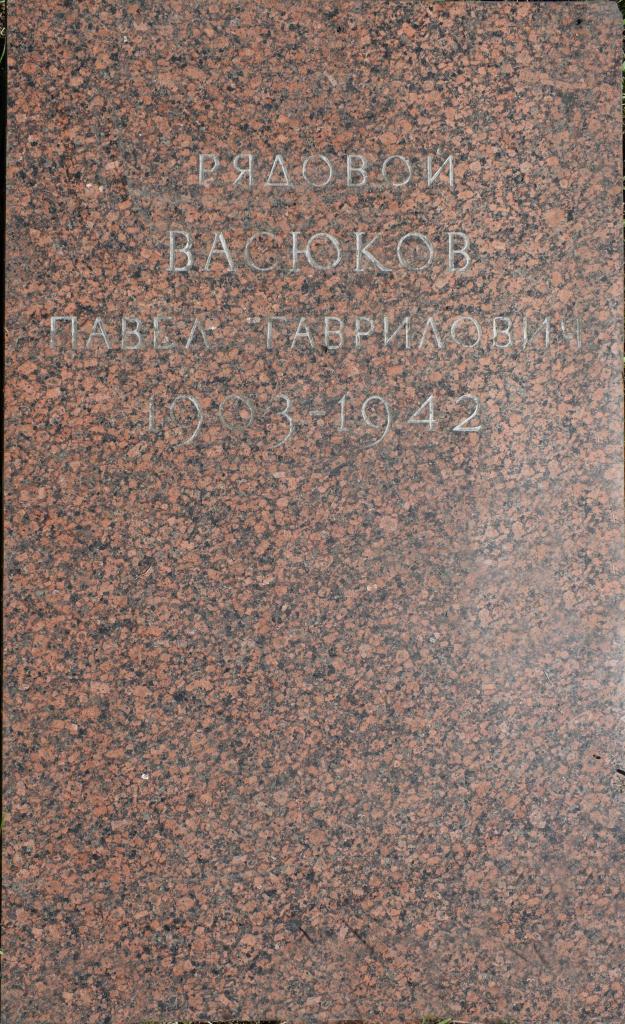 РЯДОВОЙ
ВАСЮКОВ
ПАВЕЛ ГАВРИЛОВИЧ
1903-1942